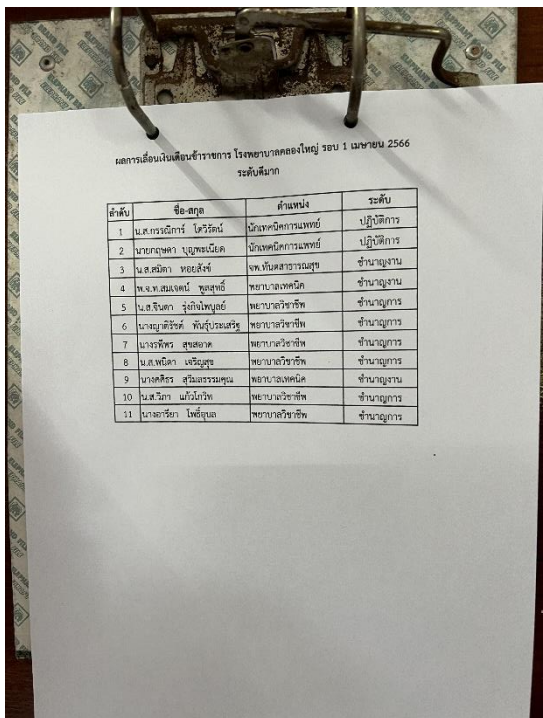 ผลการเลื่อนเงินเดือนข้าราชการ โรงพยาบาลคลองใหญ่ รอบ 1 เมษายน 2566
ระดับดีมาก
ลำดับ ชื่อ-สกุล ตำแหน่ง ระดับ
1 น.ส.กรรณิการ์ โตวิรัตน์ นักเทคนิคการแพทย์ ปฏิบัติการ
2 นายกฤษดา บุญพะเนียด นักเทคนิคการแพทย์ ปฏิบัติการ
3 น.ส.สมิตา หอยสังข์ จพ.ทันตสาธารณสุข ชำนาญงาน
4 พ.จ.ท.สมเจตน์ พูลสุทธิ์ พยาบาลเทคนิค ชำนาญงาน
5 น.ส.จินตา รุ่งกิจไพบูลย์ พยาบาลวิชาชีพ ชำนาญการ
6 นางญาติรัชต์ พันธุ์ประเสริฐ พยาบาลวิชาชีพ ชำนาญการ
7 นางรพีพร สุขสอาด พยาบาลวิชาชีพ ชำนาญการ
8 น.ส.พนิดา เจริญสุข พยาบาลวิชาชีพ ชำนาญการ
9 นางศศิธร สุวิมลธรรมคุณ พยาบาลเทคนิค ชำนาญงาน
10 น.ส.วิภา แก้วโกวิท พยาบาลวิชาชีพ ชำนาญการ
11 นางอารียา โพธิ์อุบล พยาบาลวิชาชีพ ชำนาญการ